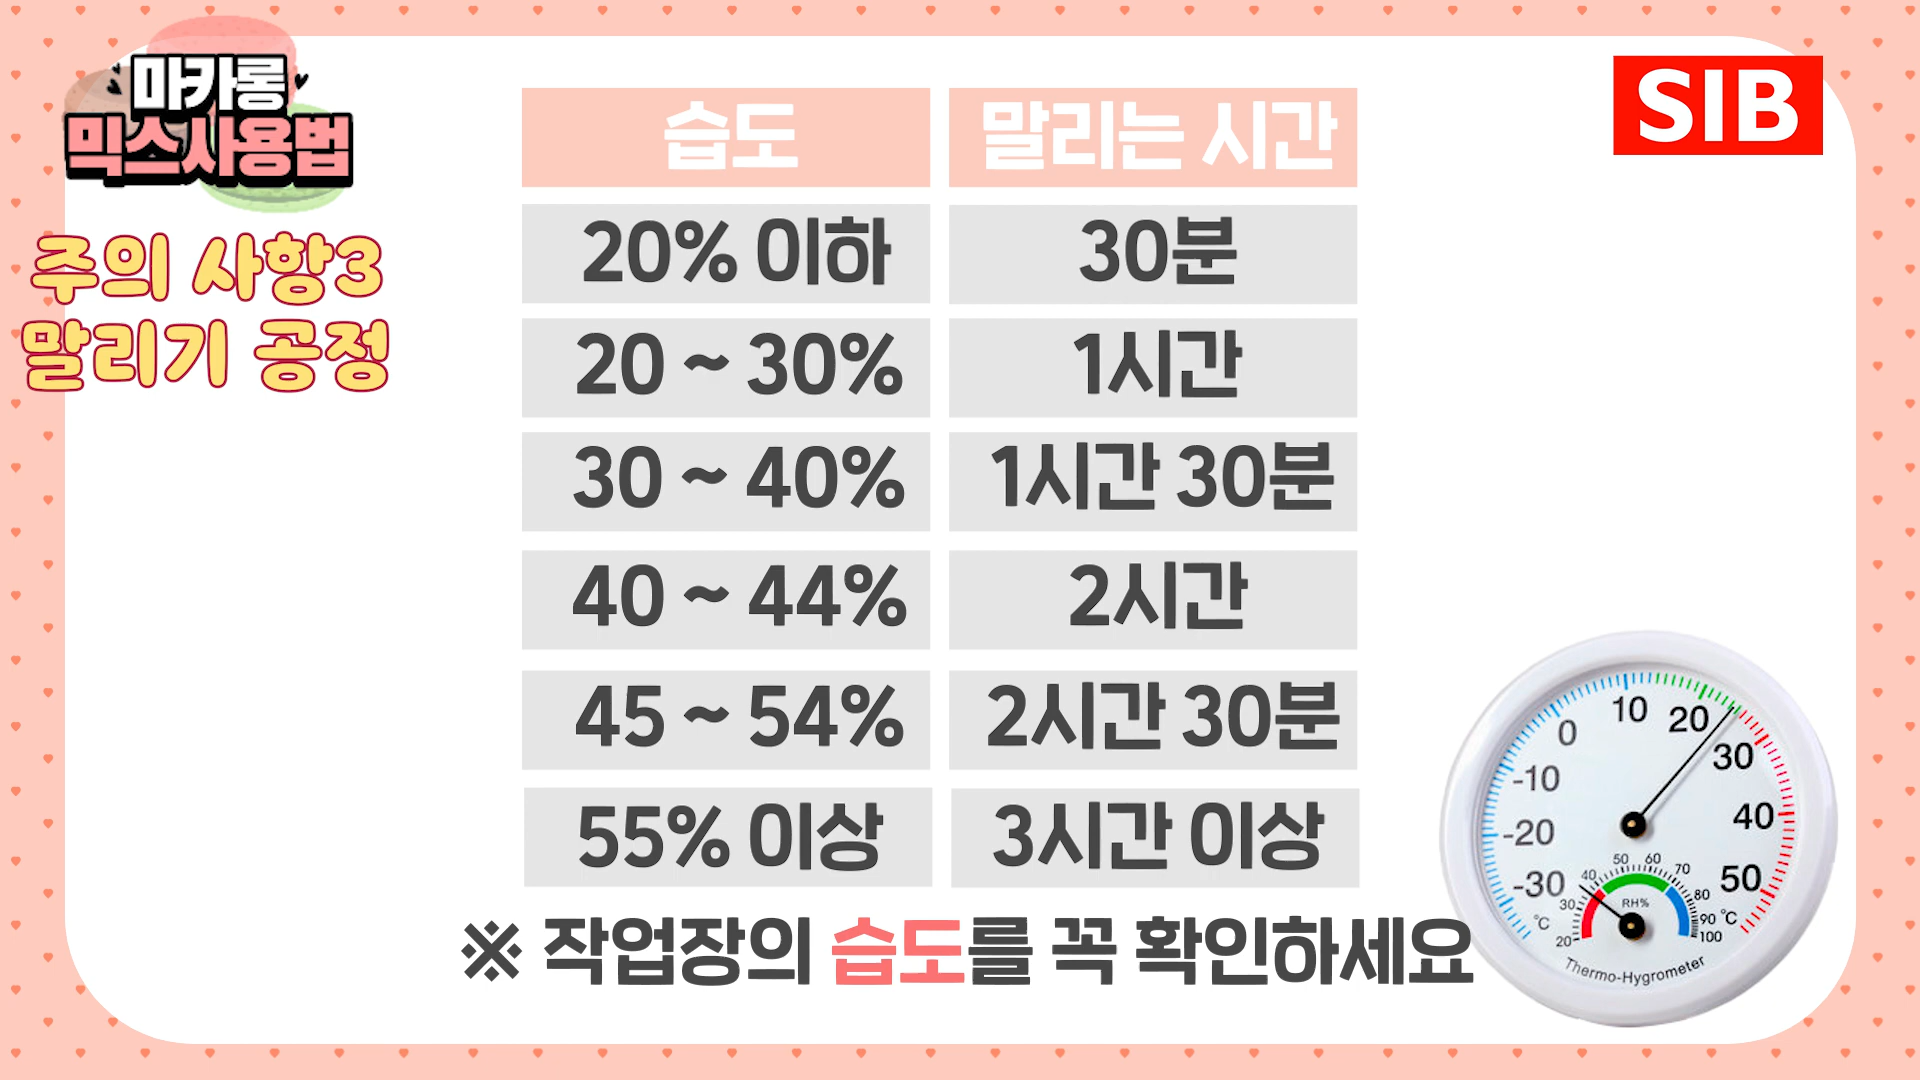 마카롱
믹스사용법
주의 사항3
말리기 공정
SIB
습도 말리는 시간
20% 이하 30분
20 ~ 30% 1시간
30 ~ 40% 1시간 30분
40 ~ 44% 2시간
45 ~ 54% 2시간 30분
55% 이상 3시간 이상
※ 작업장의 습도를 꼭 확인하세요
-30 -20 -10 0 10 20 30 40 50
°C °C
20 30 40 50 60 70 80 90 100
RH%
Thermo-Hygrometer